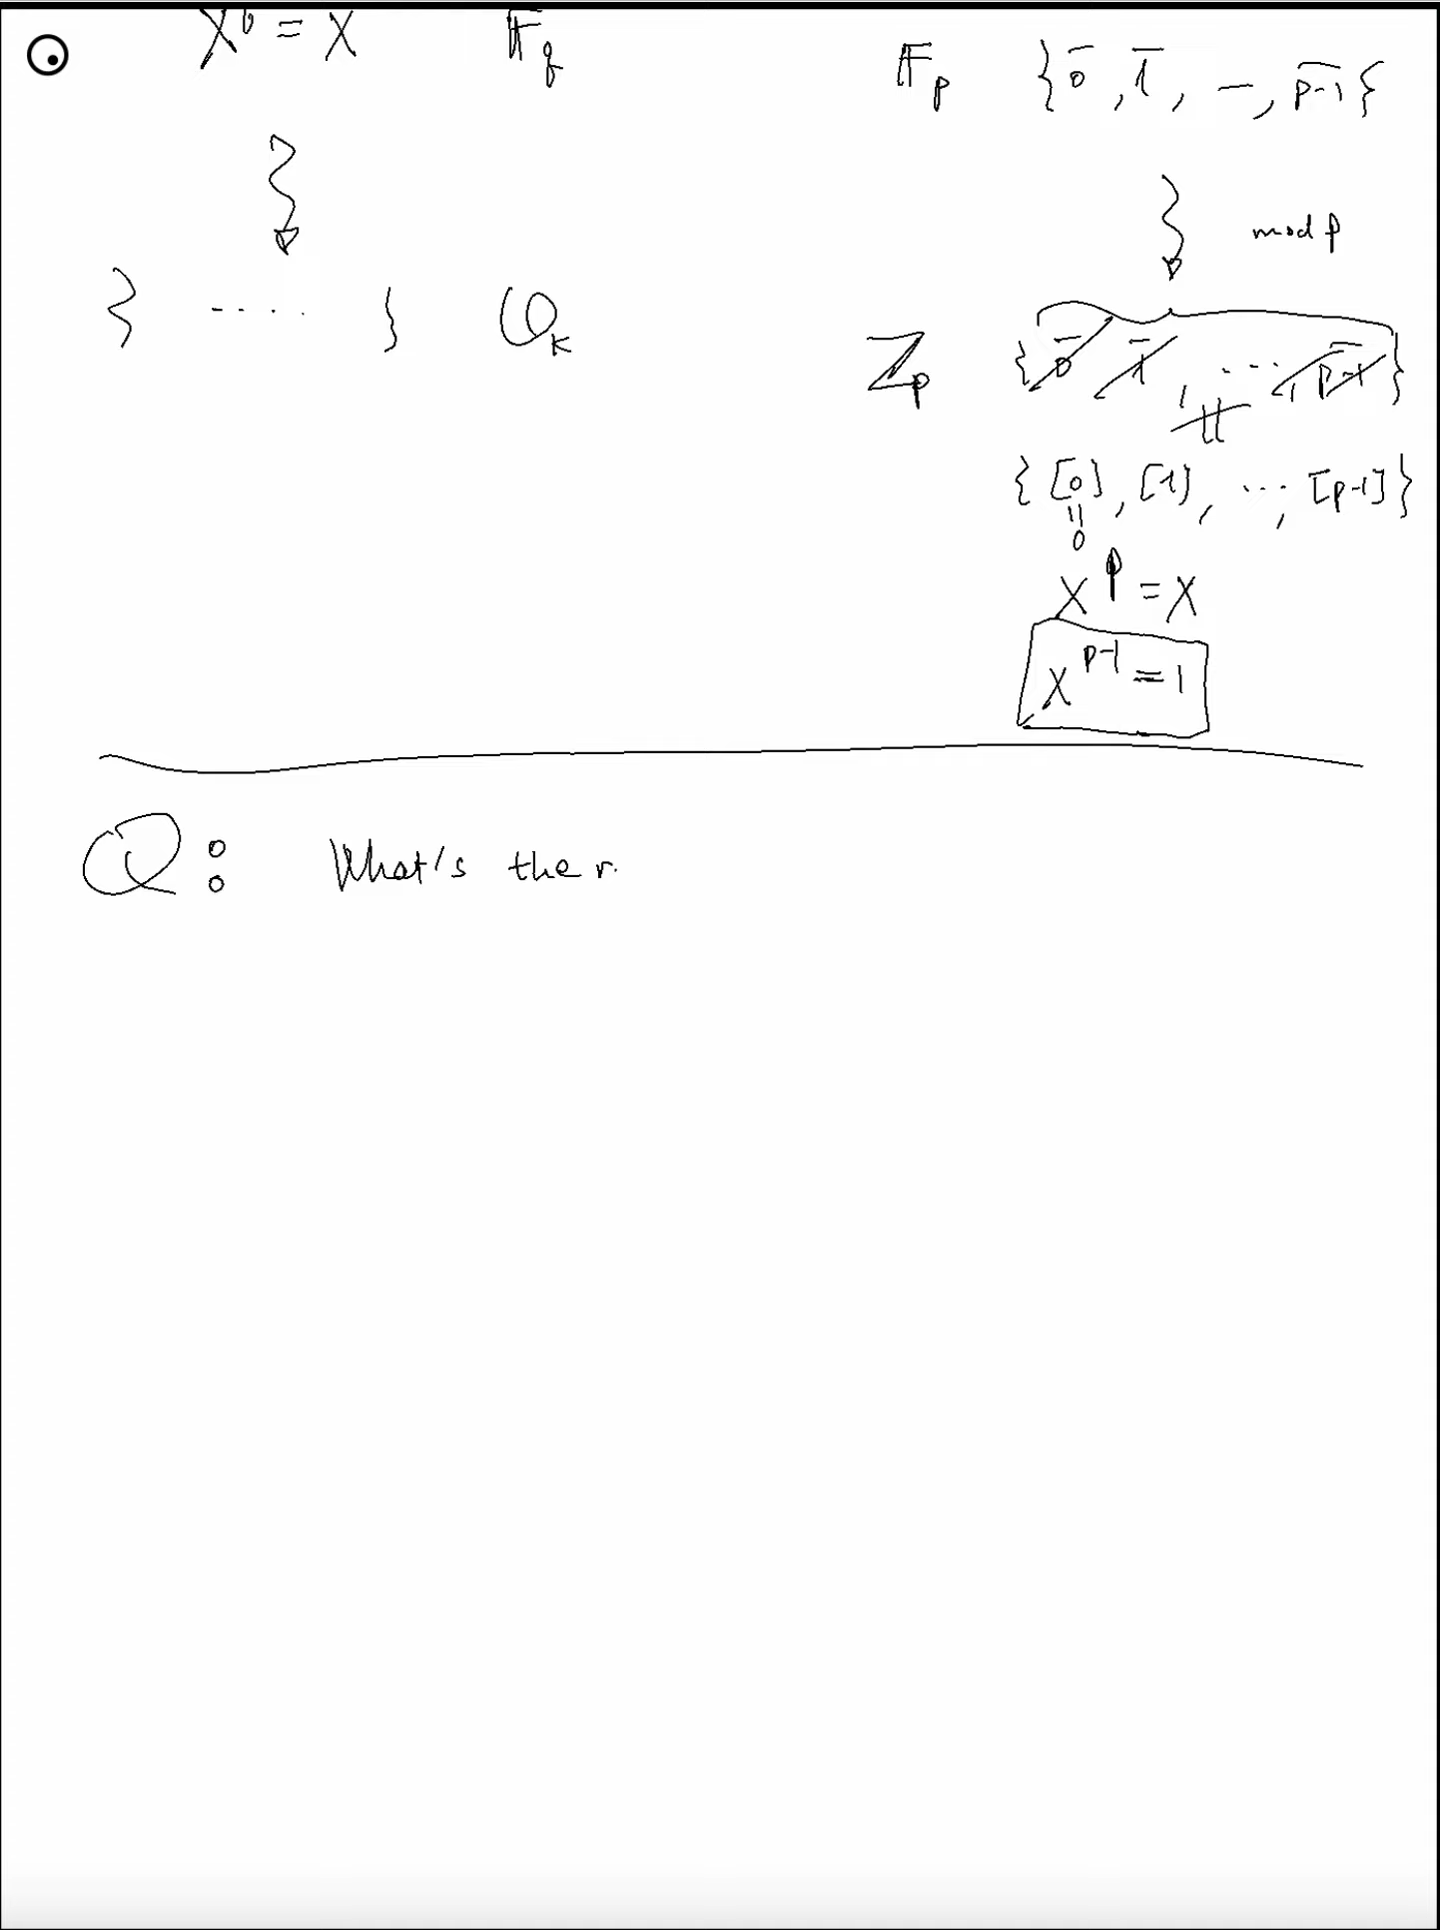 X^q = X   𝔽_q
{ .... }   𝒪_K
𝔽_p   {0̄, 1̄, —, p-1̄}
mod p
ℤ_p   {0̄, 1̄, ..., p-1̄}
{[0], [1], ..., [p-1]}
||
0
X^p = X
X^{p-1} = 1
Q: What's the r.